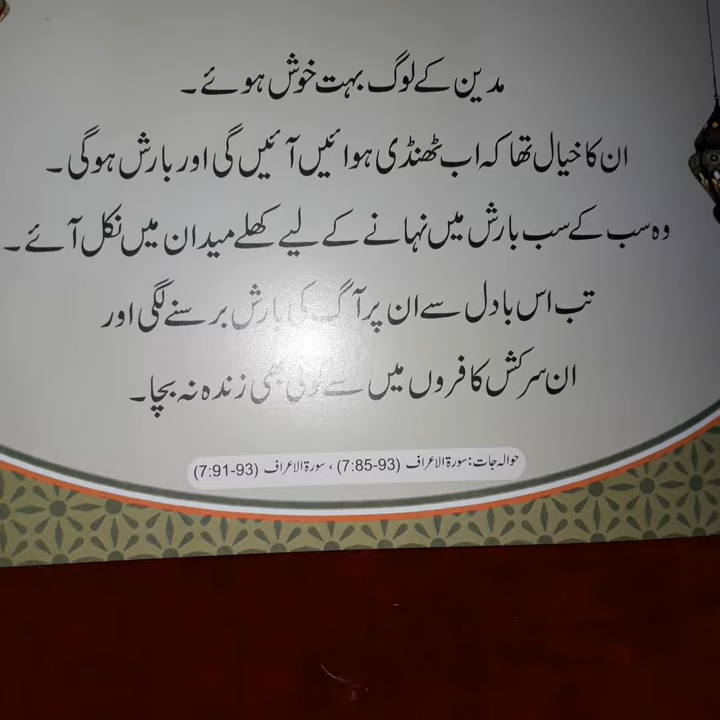 مدین کے لوگ بہت خوش ہوئے۔
ان کا خیال تھا کہ اب ٹھنڈی ہوائیں آئیں گی اور بارش ہوگی۔
وہ سب کے سب بارش میں نہانے کے لیے کھلے میدان میں نکل آئے۔
تب اس بادل سے ان پر آگ کی بارش برسنے لگی اور
ان سرکش کافروں میں سے کوئی بھی زندہ نہ بچا۔
حوالہ جات: سورۃ الاعراف (7:85-93)، سورۃ الاعراف (7:91-93)